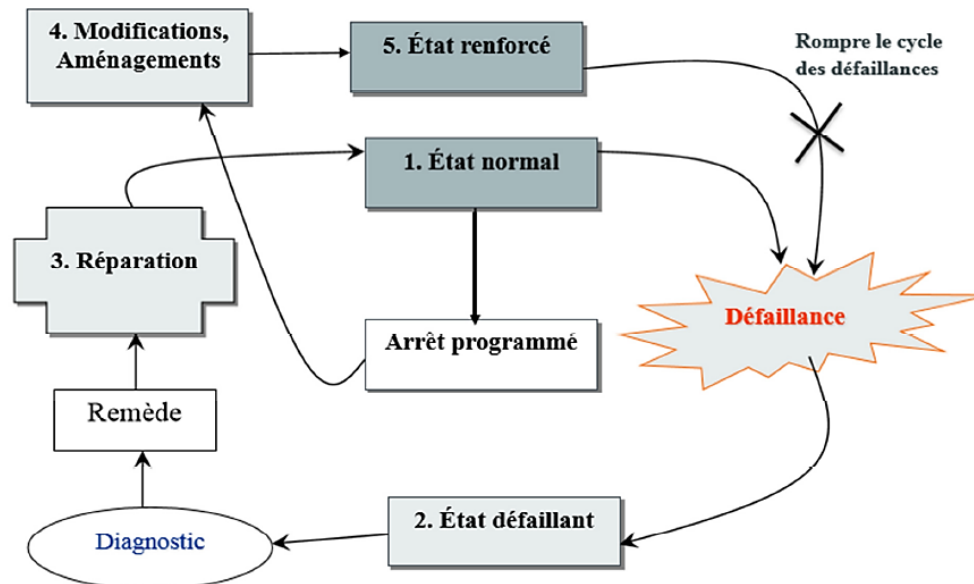 4. Modifications,
Aménagements
5. État renforcé
Rompre le cycle
des défaillances
1. État normal
3. Réparation
Défaillance
Arrêt programmé
Remède
2. État défaillant
Diagnostic